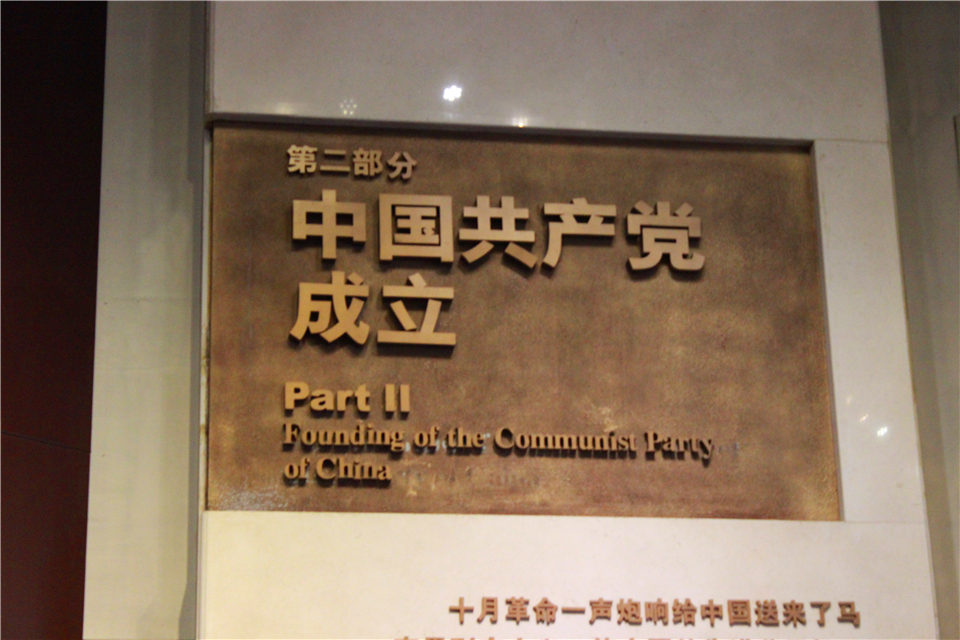 第二部分
中国共产党
成立
Part II
Founding of the Communist Party
of China
十月革命一声炮响给中国送来了马